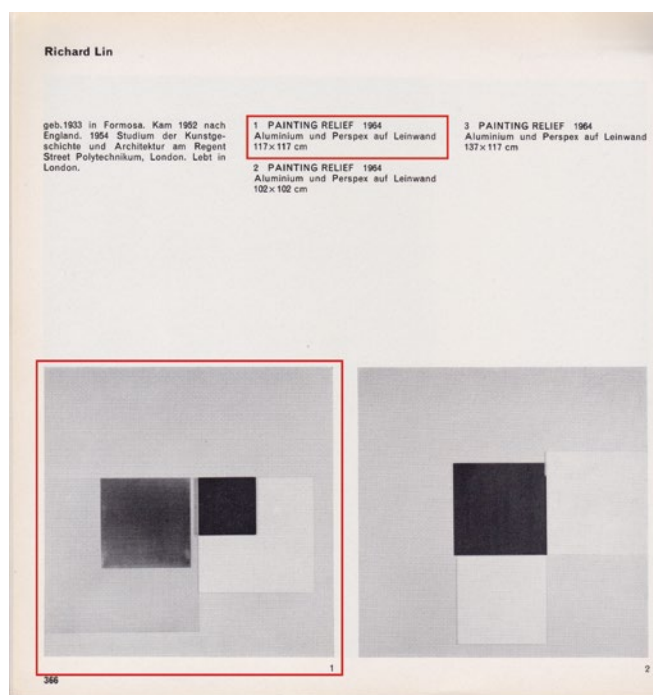 Richard Lin
geb.1933 in Formosa. Kam 1952 nach
England. 1954 Studium der Kunstge-
schichte und Architektur am Regent
Street Polytechnikum, London. Lebt in
London.
1 PAINTING RELIEF 1964
Aluminium und Perspex auf Leinwand
117×117 cm
2 PAINTING RELIEF 1964
Aluminium und Perspex auf Leinwand
102×102 cm
3 PAINTING RELIEF 1964
Aluminium und Perspex auf Leinwand
137×117 cm
1
2
366